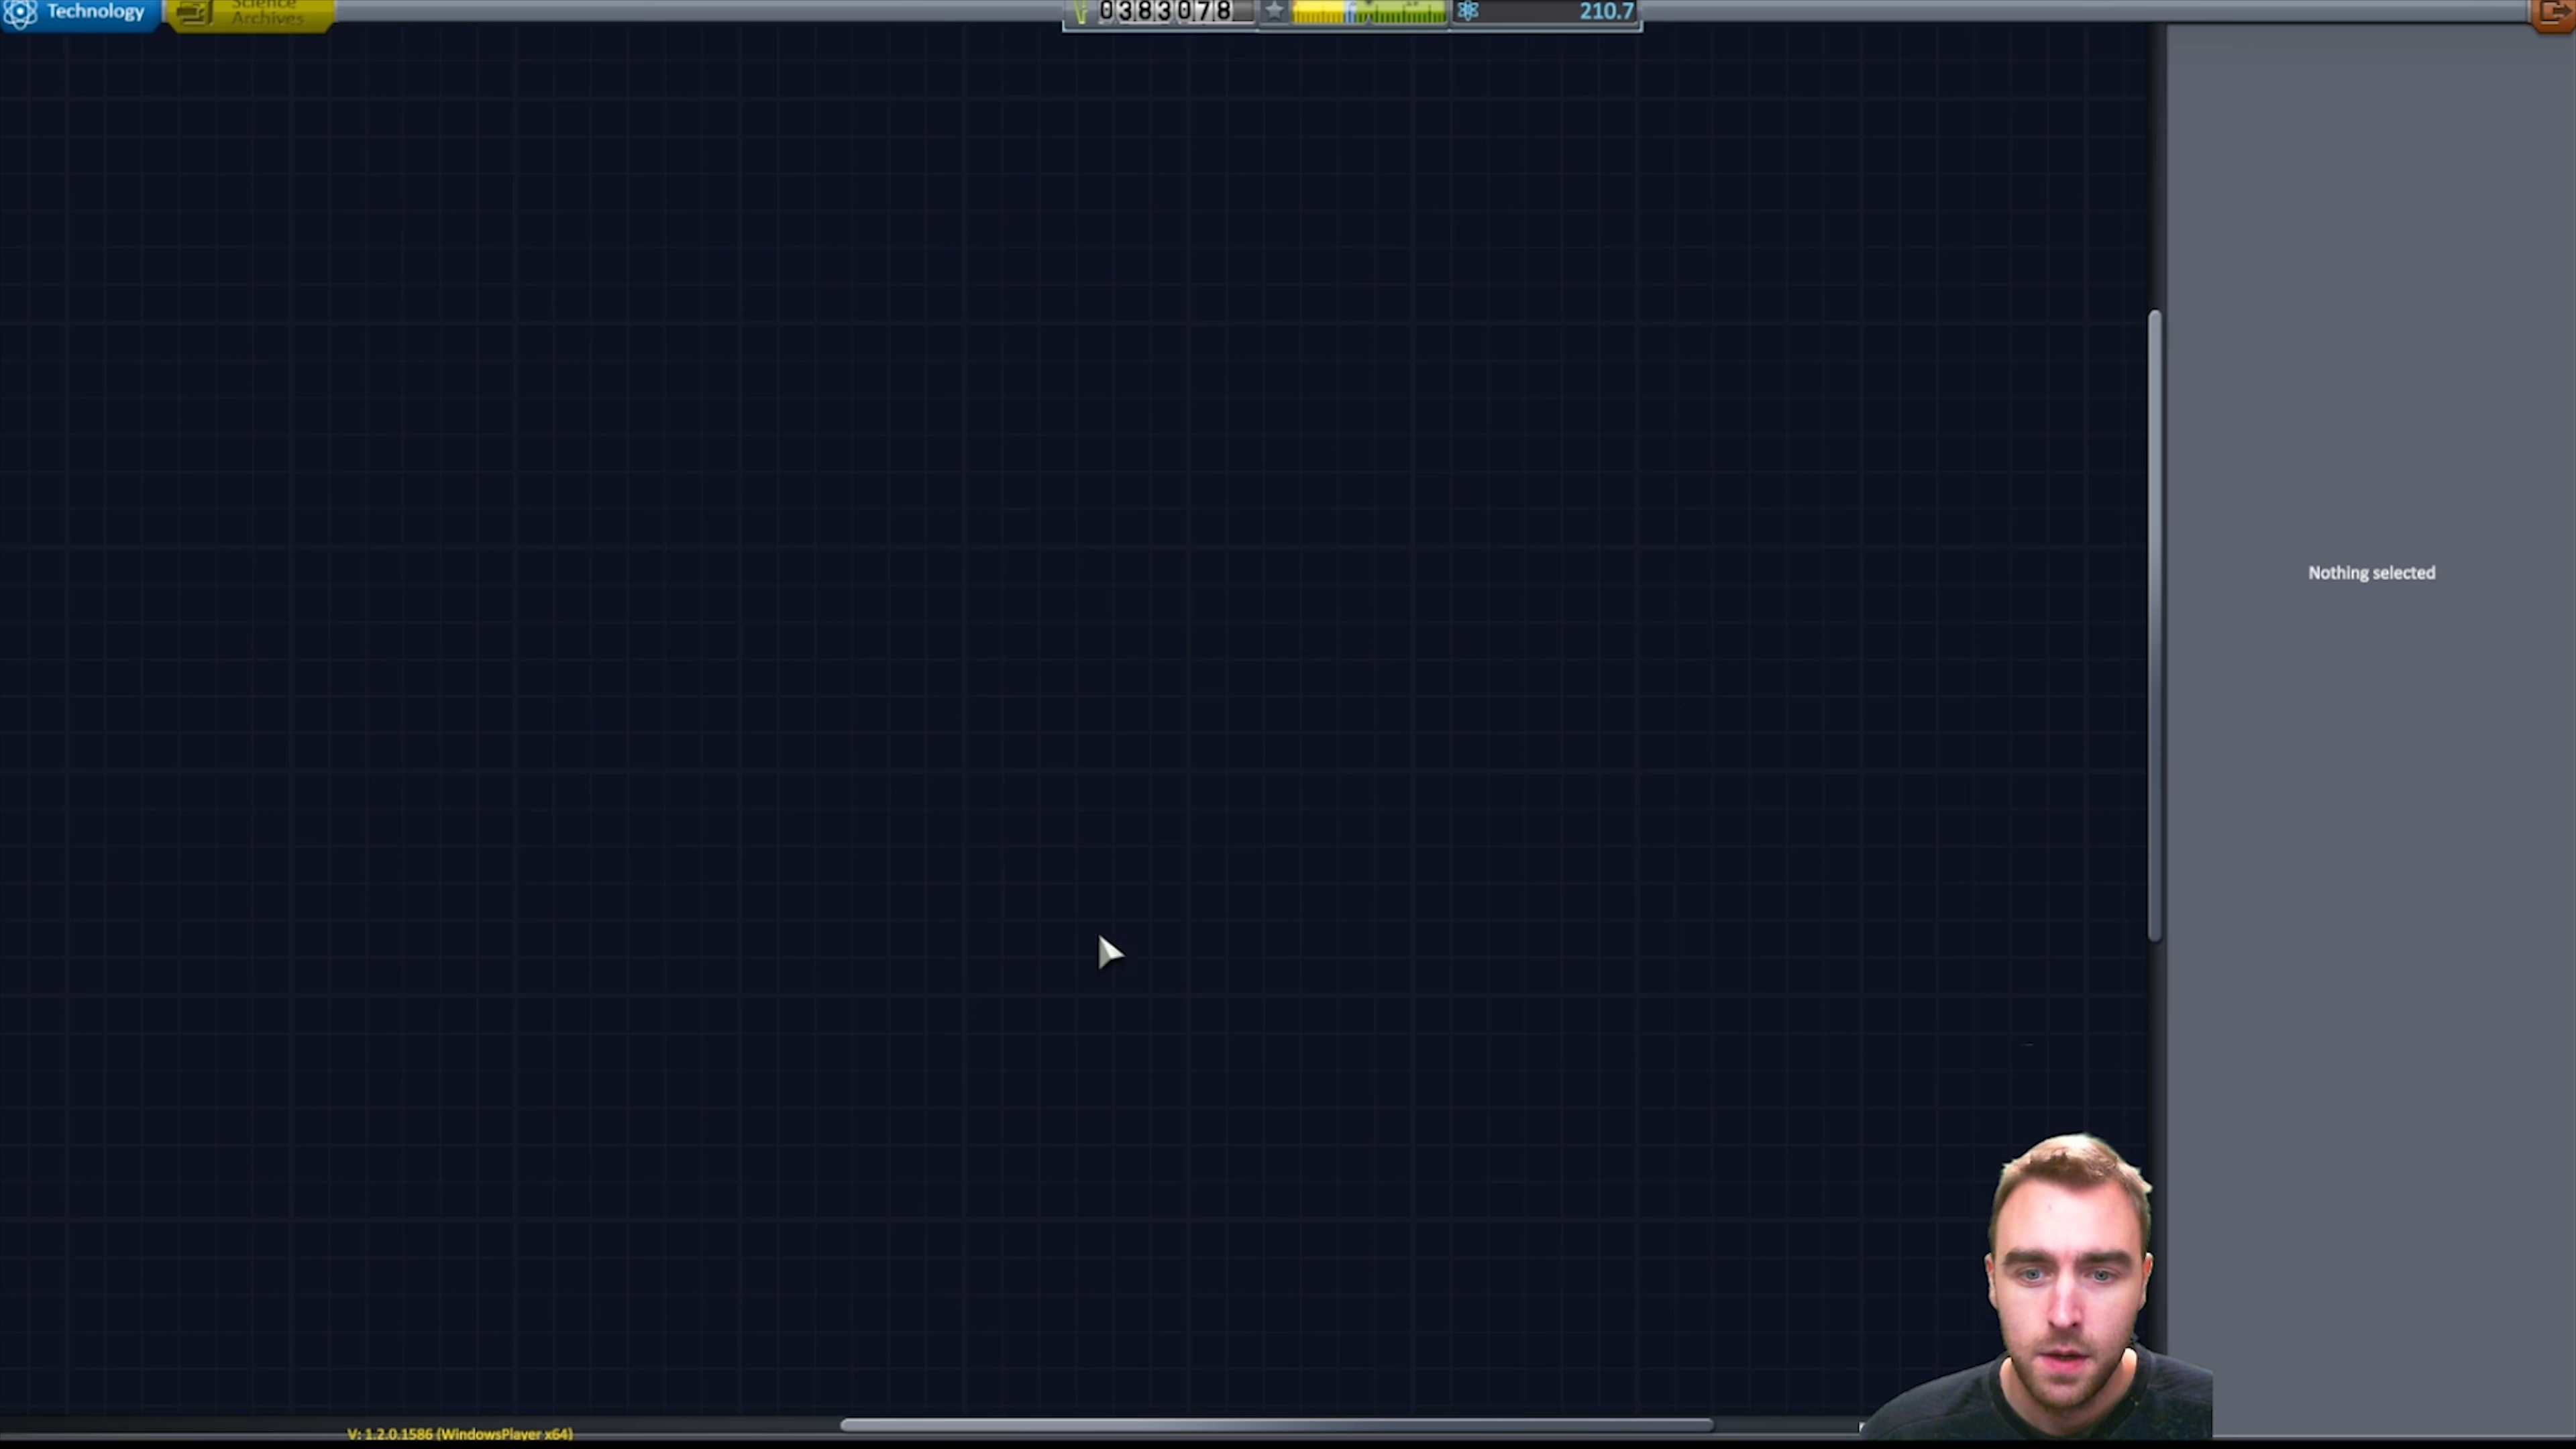 Technology
Science
Archives
0383078
210.7
Nothing selected
V: 1.2.0.1586 (WindowsPlayer x64)